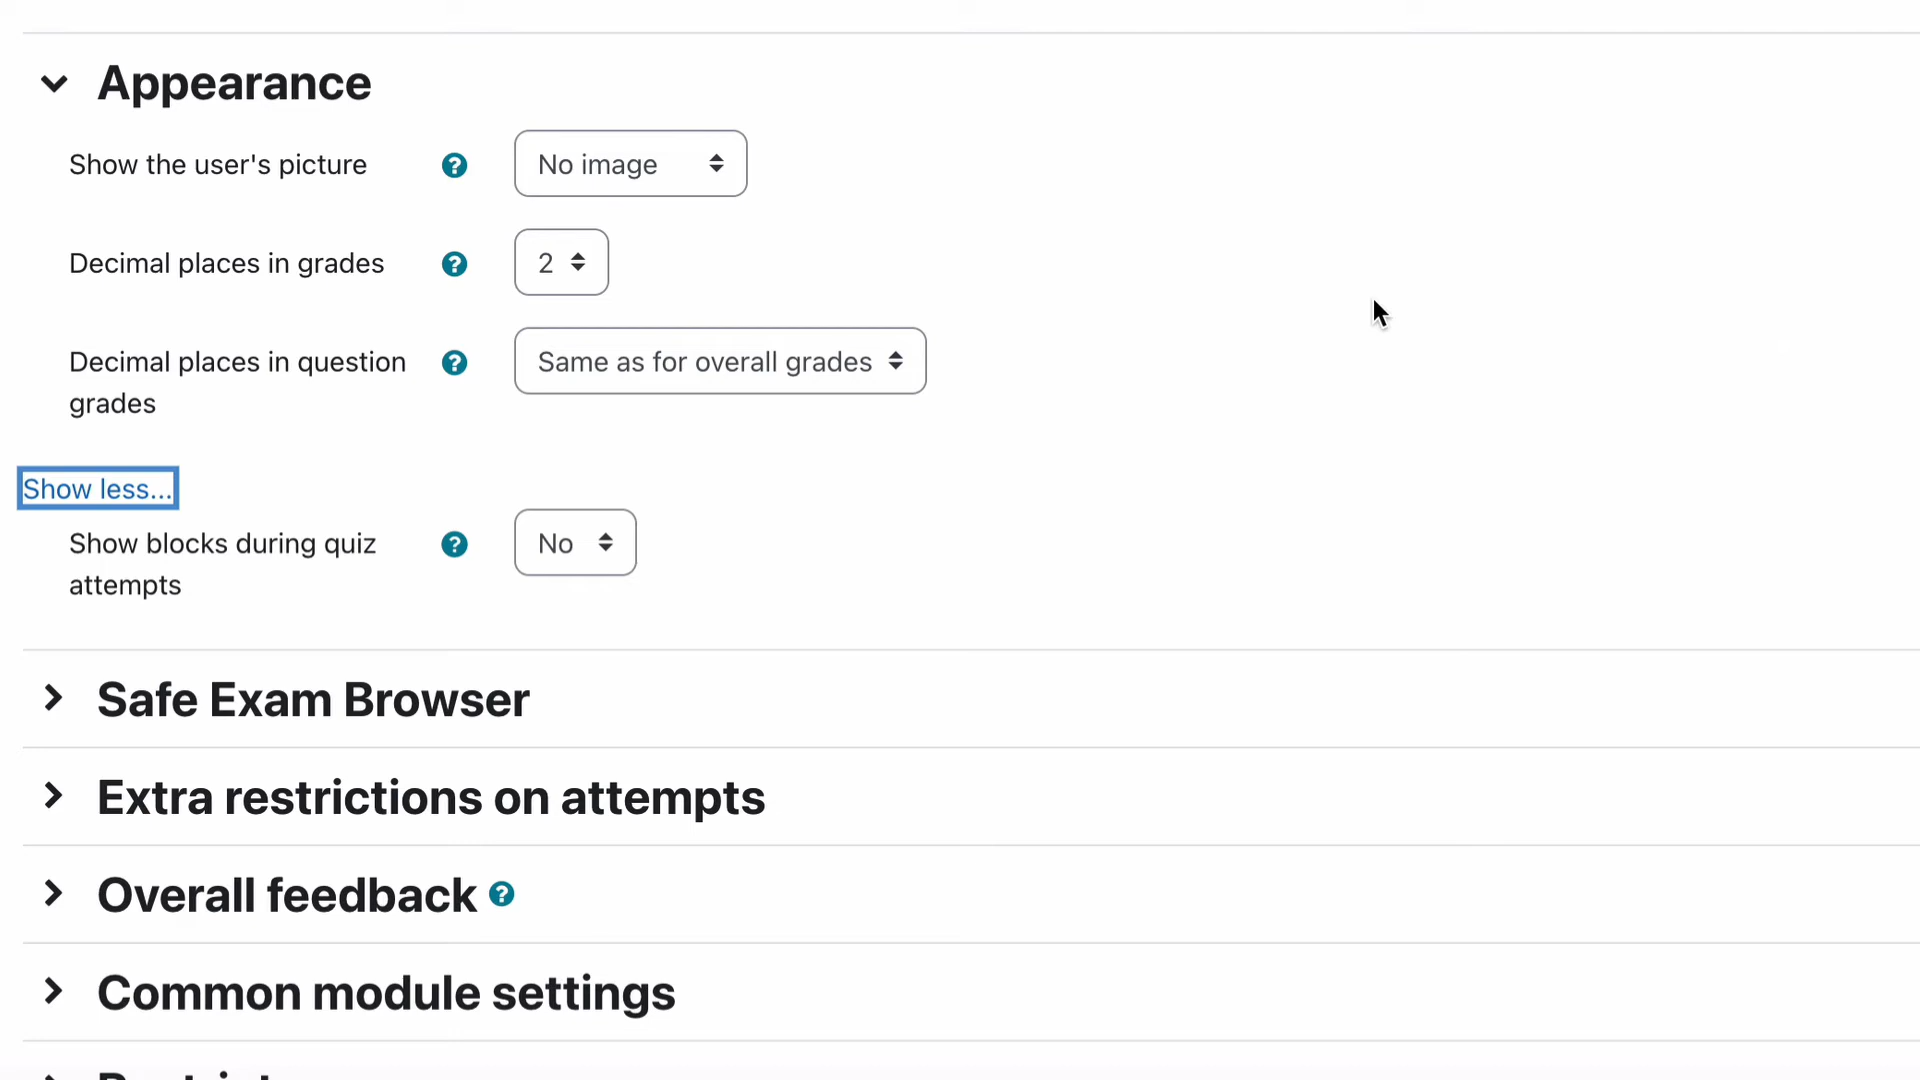 Appearance
Show the user's picture
No image
Decimal places in grades
2
Decimal places in question
grades
Same as for overall grades
Show less...
Show blocks during quiz
attempts
No
Safe Exam Browser
Extra restrictions on attempts
Overall feedback
Common module settings